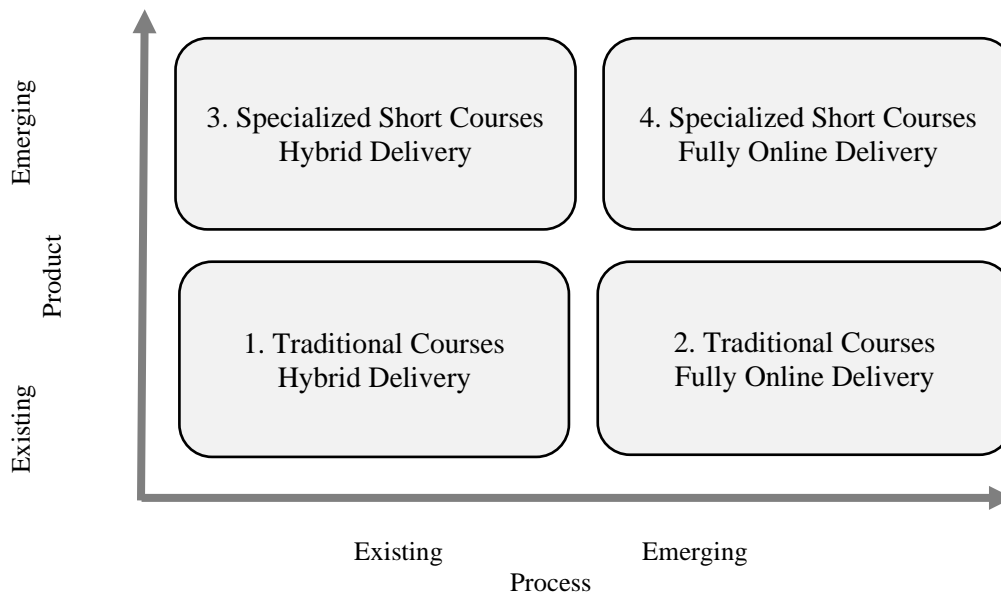 Emerging
Product
Existing
3. Specialized Short Courses
Hybrid Delivery
4. Specialized Short Courses
Fully Online Delivery
1. Traditional Courses
Hybrid Delivery
2. Traditional Courses
Fully Online Delivery
Existing
Emerging
Process